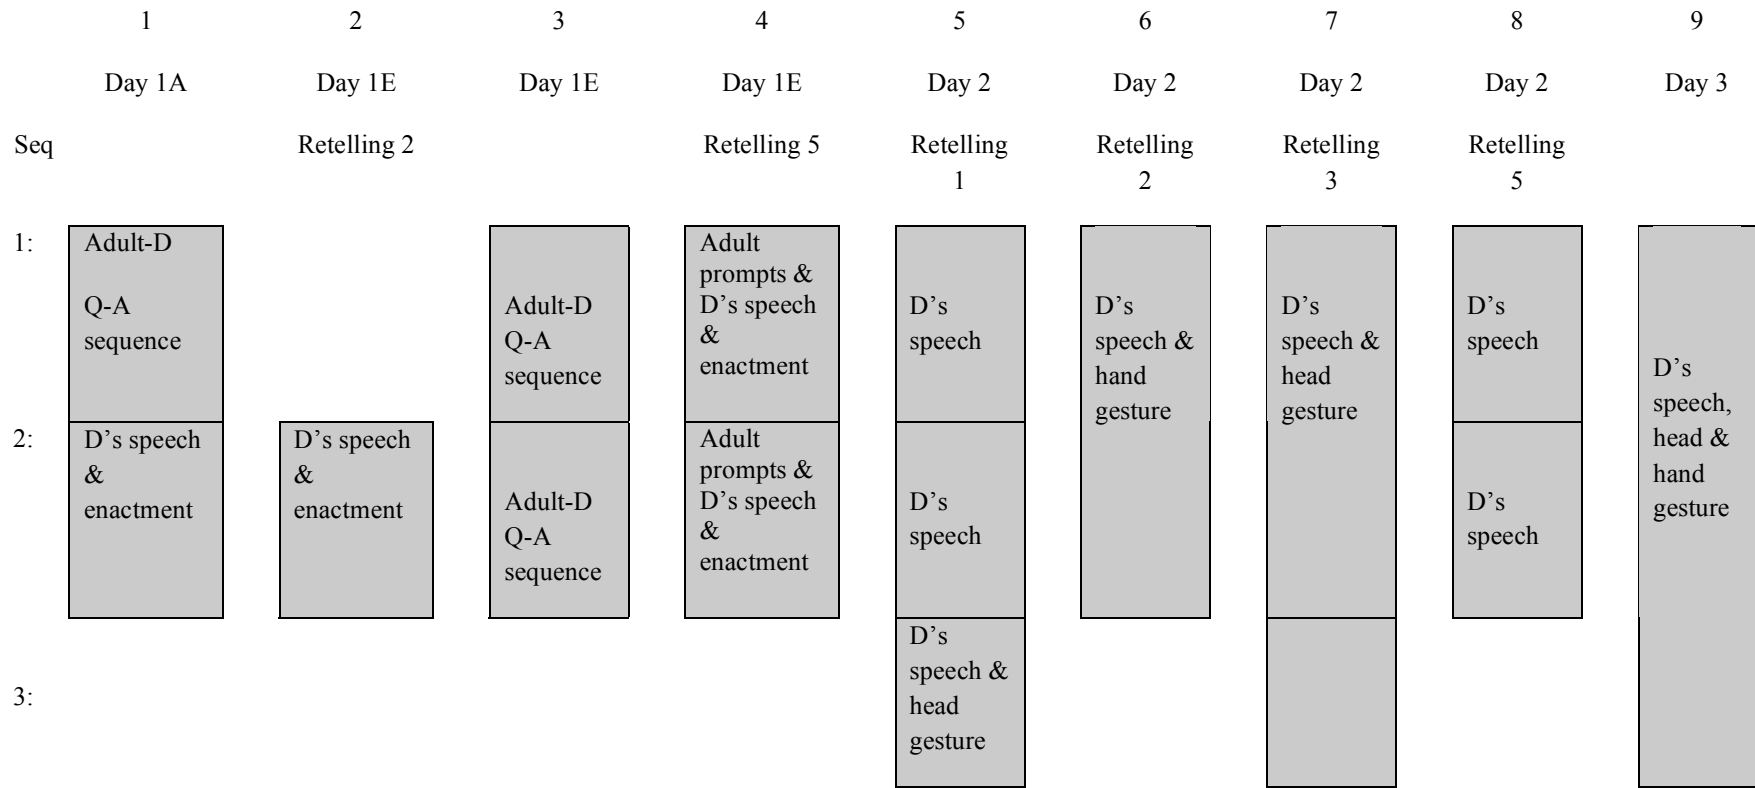 1 2 3 4 5 6 7 8 9
Day 1A Day 1E Day 1E Day 1E Day 2 Day 2 Day 2 Day 2 Day 3
Seq Retelling 2 Retelling 5 Retelling Retelling Retelling Retelling
1 2 3 5
1:
Adult-D
Q-A
sequence
Adult-D
Q-A
sequence
Adult
prompts &
D’s speech
&
enactment
D’s
speech
D’s
speech &
hand
gesture
D’s
speech &
head
gesture
D’s
speech
D’s
speech,
head &
hand
gesture
2:
D’s speech
&
enactment
D’s speech
&
enactment
Adult-D
Q-A
sequence
Adult
prompts &
D’s speech
&
enactment
D’s
speech
D’s
speech
3:
D’s
speech &
head
gesture